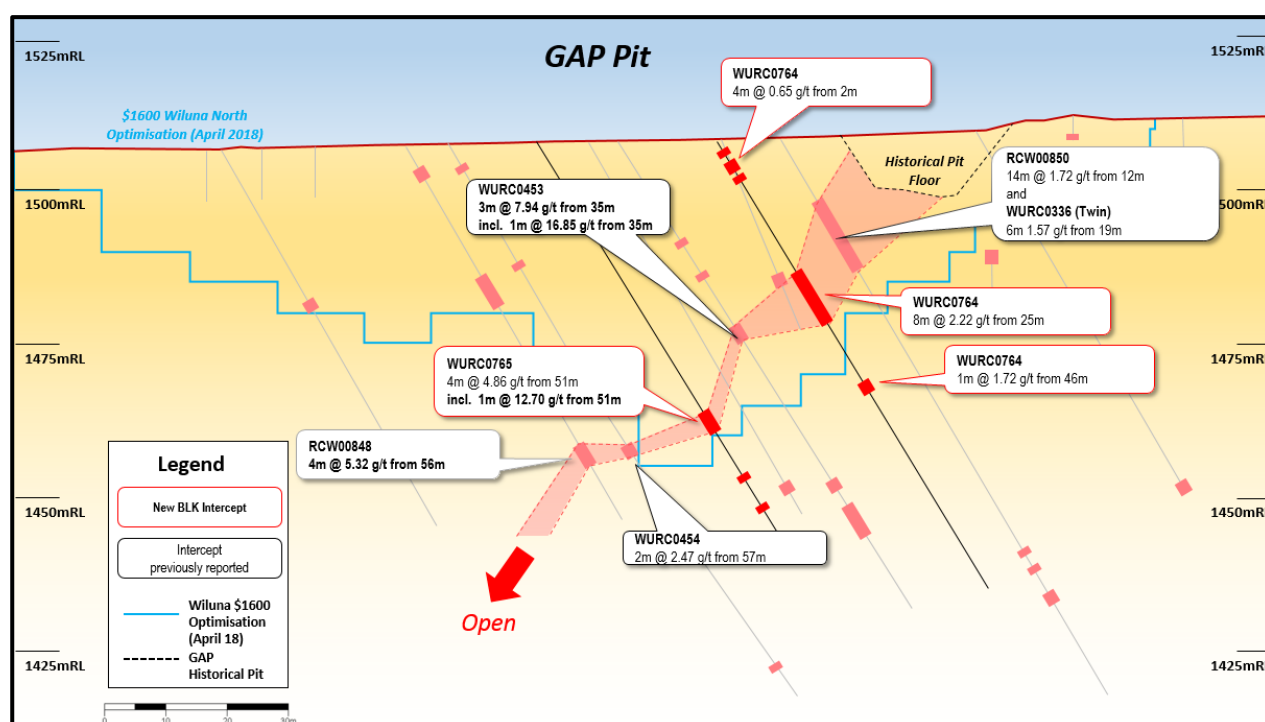 1525mRL
GAP Pit
1525mRL
WURC0764
4m @ 0.65 g/t from 2m
$1600 Wiluna North
Optimisation (April 2018)
Historical Pit
Floor
RCW00850
14m @ 1.72 g/t from 12m
and
WURC0336 (Twin)
6m 1.57 g/t from 19m
1500mRL
WURC0453
3m @ 7.94 g/t from 35m
incl.  1m @ 16.85 g/t from 35m
500mRL
WURC0764
8m @ 2.22 g/t from 25m
1475mRL
1475mRL
WURC0765
4m @ 4.86 g/t from 51m
incl.  1m @ 12.70 g/t from 51m
WURC0764
1m @ 1.72 g/t from 46m
RCW00848
4m @ 5.32 g/t from 56m
Legend
New BLK Intercept
1450mRL
1450mRL
WURC0454
2m @ 2.47 g/t from 57m
Intercept
previously reported
Wiluna $1600
Optimisation
(April 18)
GAP
Historical Pit
Open
1425mRL
1425mRL
0
10
20
30m